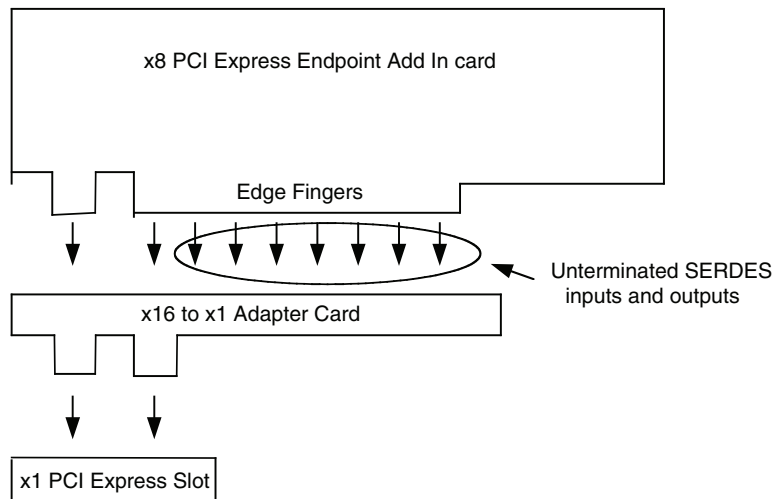 x8 PCI Express Endpoint Add In card
Edge Fingers
Unterminated SERDES
inputs and outputs
x16 to x1 Adapter Card
x1 PCI Express Slot